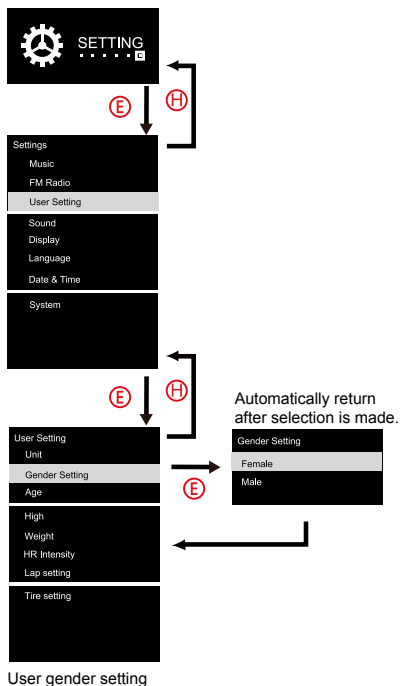 SETTING
C
E
H
Settings
Music
FM Radio
User Setting
Sound
Display
Language
Date & Time
System
E
H
Automatically return
after selection is made.
User Setting
Unit
Gender Setting
Age
E
Gender Setting
Female
Male
High
Weight
HR Intensity
Lap setting
Tire setting
User gender setting